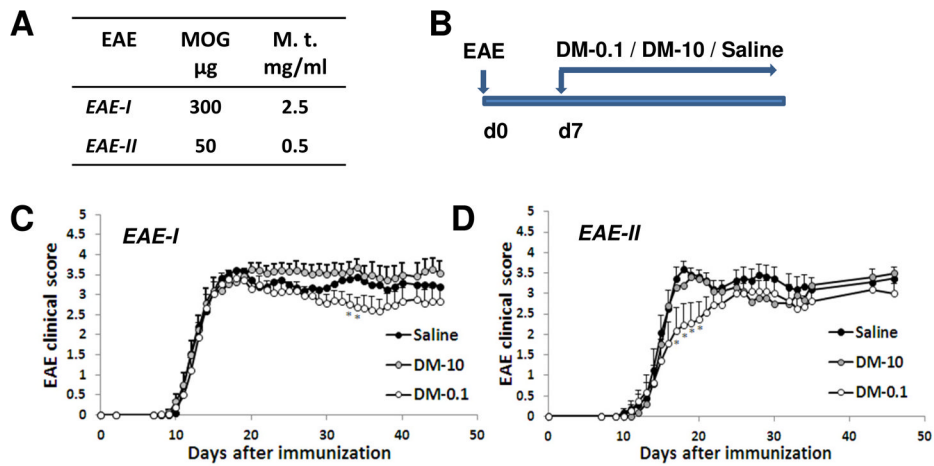 A
EAE MOG M. t.
µg mg/ml
EAE-I 300 2.5
EAE-II 50 0.5
B
EAE DM-0.1 / DM-10 / Saline
d0 d7
C
EAE-I
EAE clinical score
5
4.5
4
3.5
3
2.5
2
1.5
1
0.5
0
* *
Saline
DM-10
DM-0.1
0 10 20 30 40 50
Days after immunization
D
EAE-II
EAE clinical score
5
4.5
4
3.5
3
2.5
2
1.5
1
0.5
0
* * * *
Saline
DM-10
DM-0.1
0 10 20 30 40 50
Days after immunization